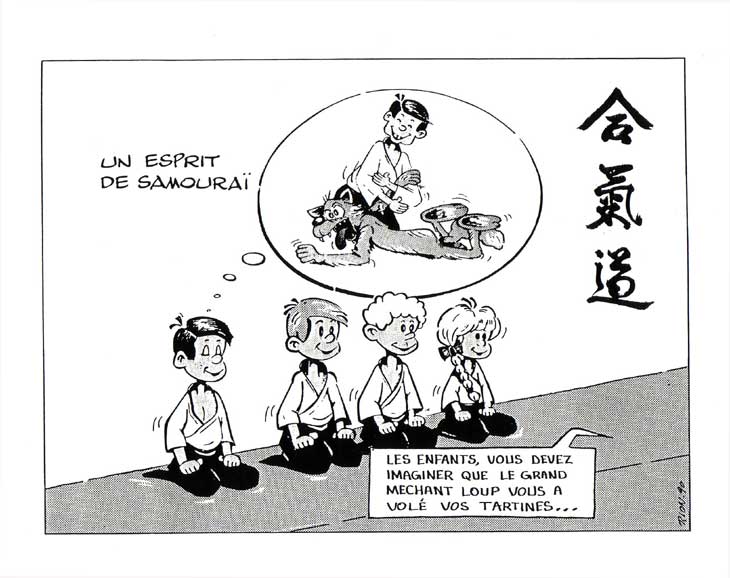 UN ESPRIT
DE SAMOURAÏ
合
氣
道
LES ENFANTS, VOUS DEVEZ
IMAGINER QUE LE GRAND
MECHANT LOUP VOUS A
VOLÉ VOS TARTINES...